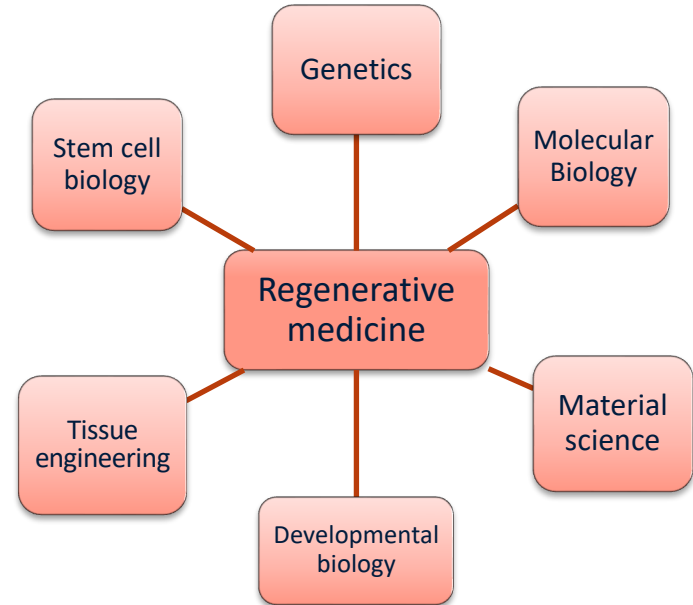 Genetics
Stem cell
biology
Molecular
Biology
Regenerative
medicine
Tissue
engineering
Material
science
Developmental
biology